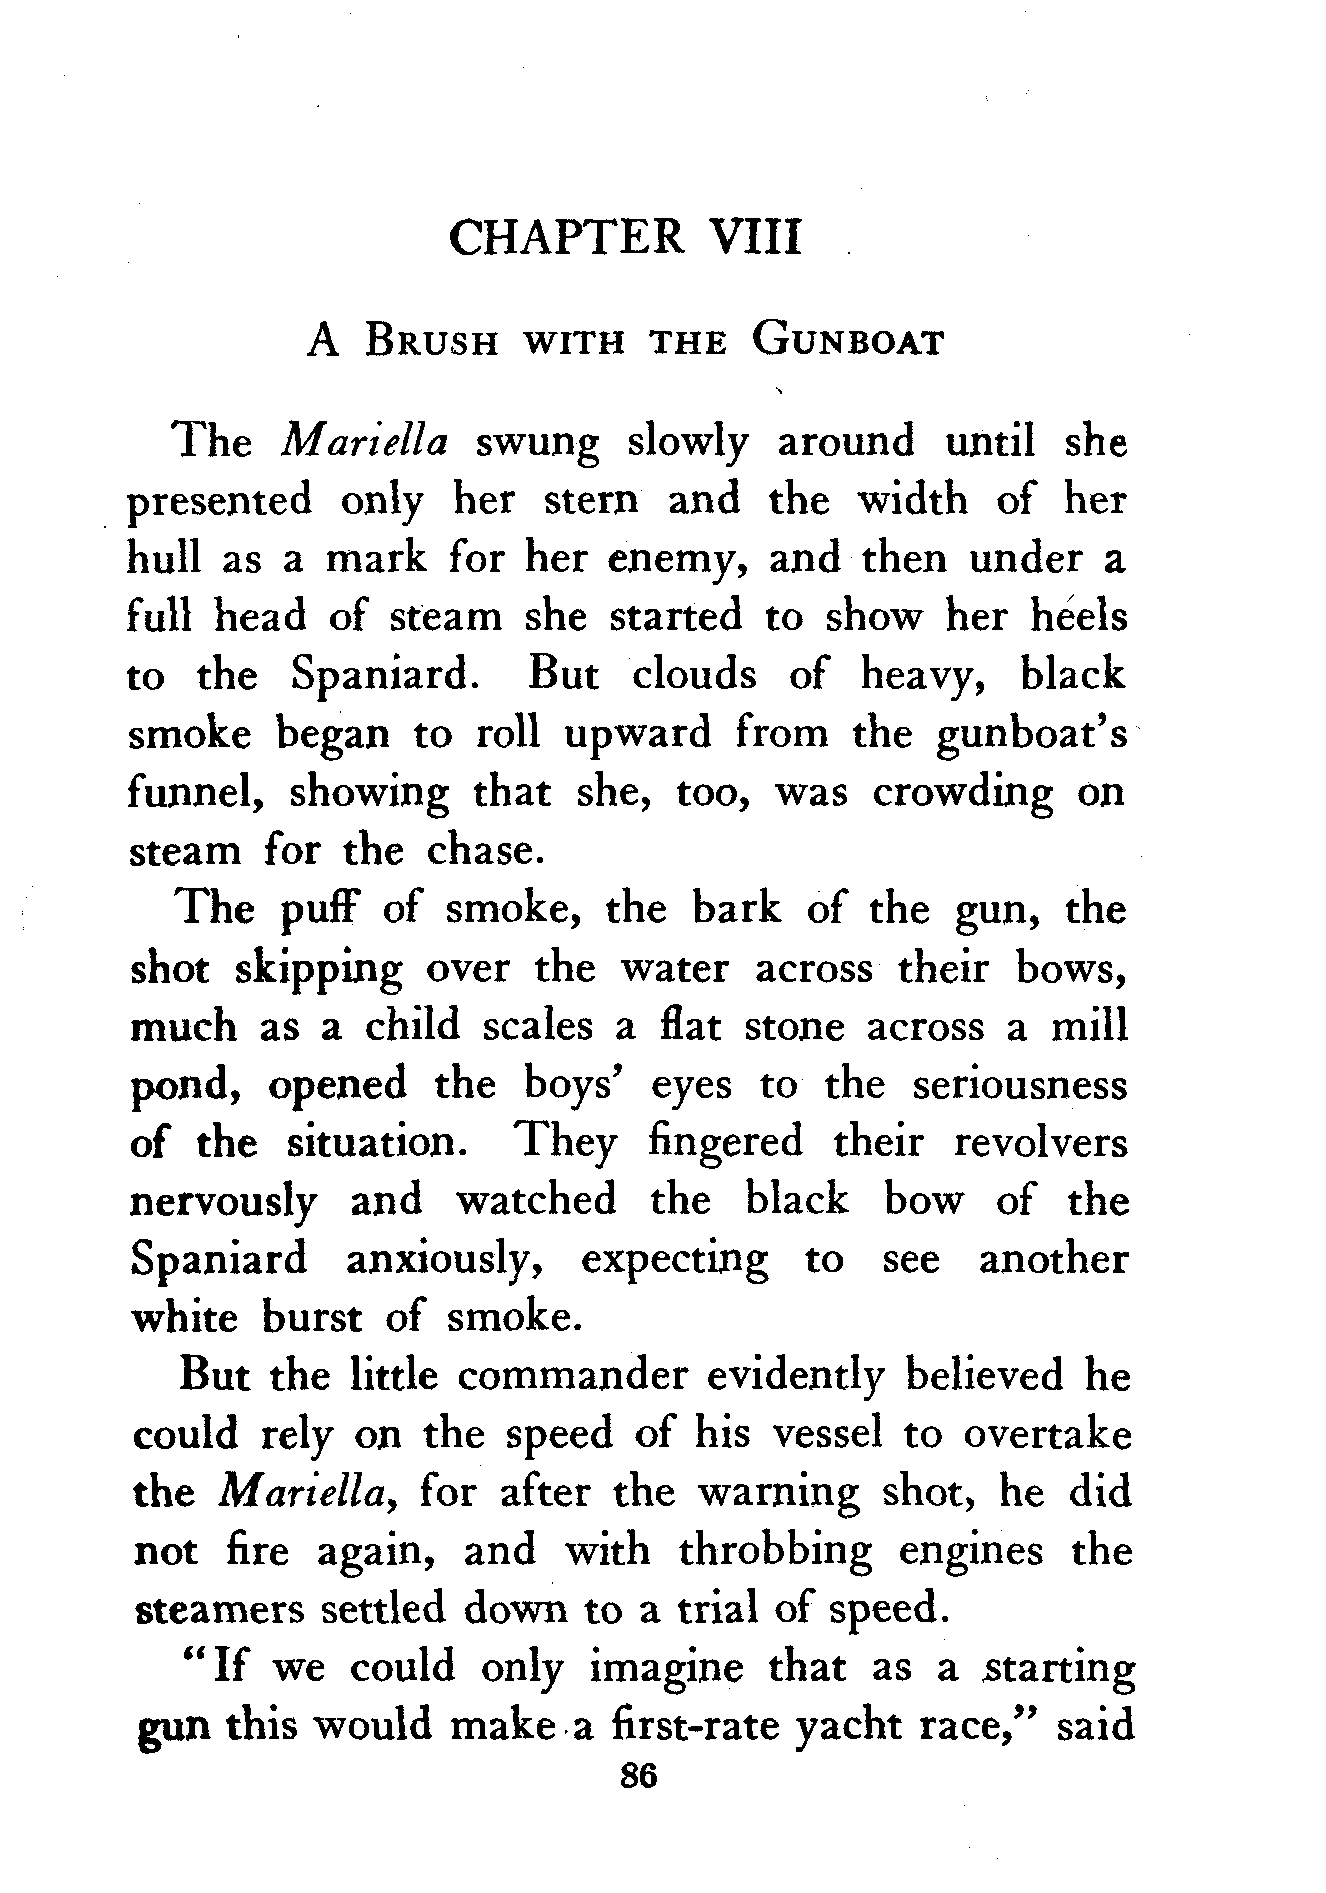 CHAPTER VIII
A Brush with the Gunboat
The Mariella swung slowly around until she
presented only her stern and the width of her
hull as a mark for her enemy, and then under a
full head of steam she started to show her heels
to the Spaniard. But clouds of heavy, black
smoke began to roll upward from the gunboat's
funnel, showing that she, too, was crowding on
steam for the chase.
The puff of smoke, the bark of the gun, the
shot skipping over the water across their bows,
much as a child scales a flat stone across a mill
pond, opened the boys' eyes to the seriousness
of the situation. They fingered their revolvers
nervously and watched the black bow of the
Spaniard anxiously, expecting to see another
white burst of smoke.
But the little commander evidently believed he
could rely on the speed of his vessel to overtake
the Mariella, for after the warning shot, he did
not fire again, and with throbbing engines the
steamers settled down to a trial of speed.
"If we could only imagine that as a starting
gun this would make a first-rate yacht race," said
86